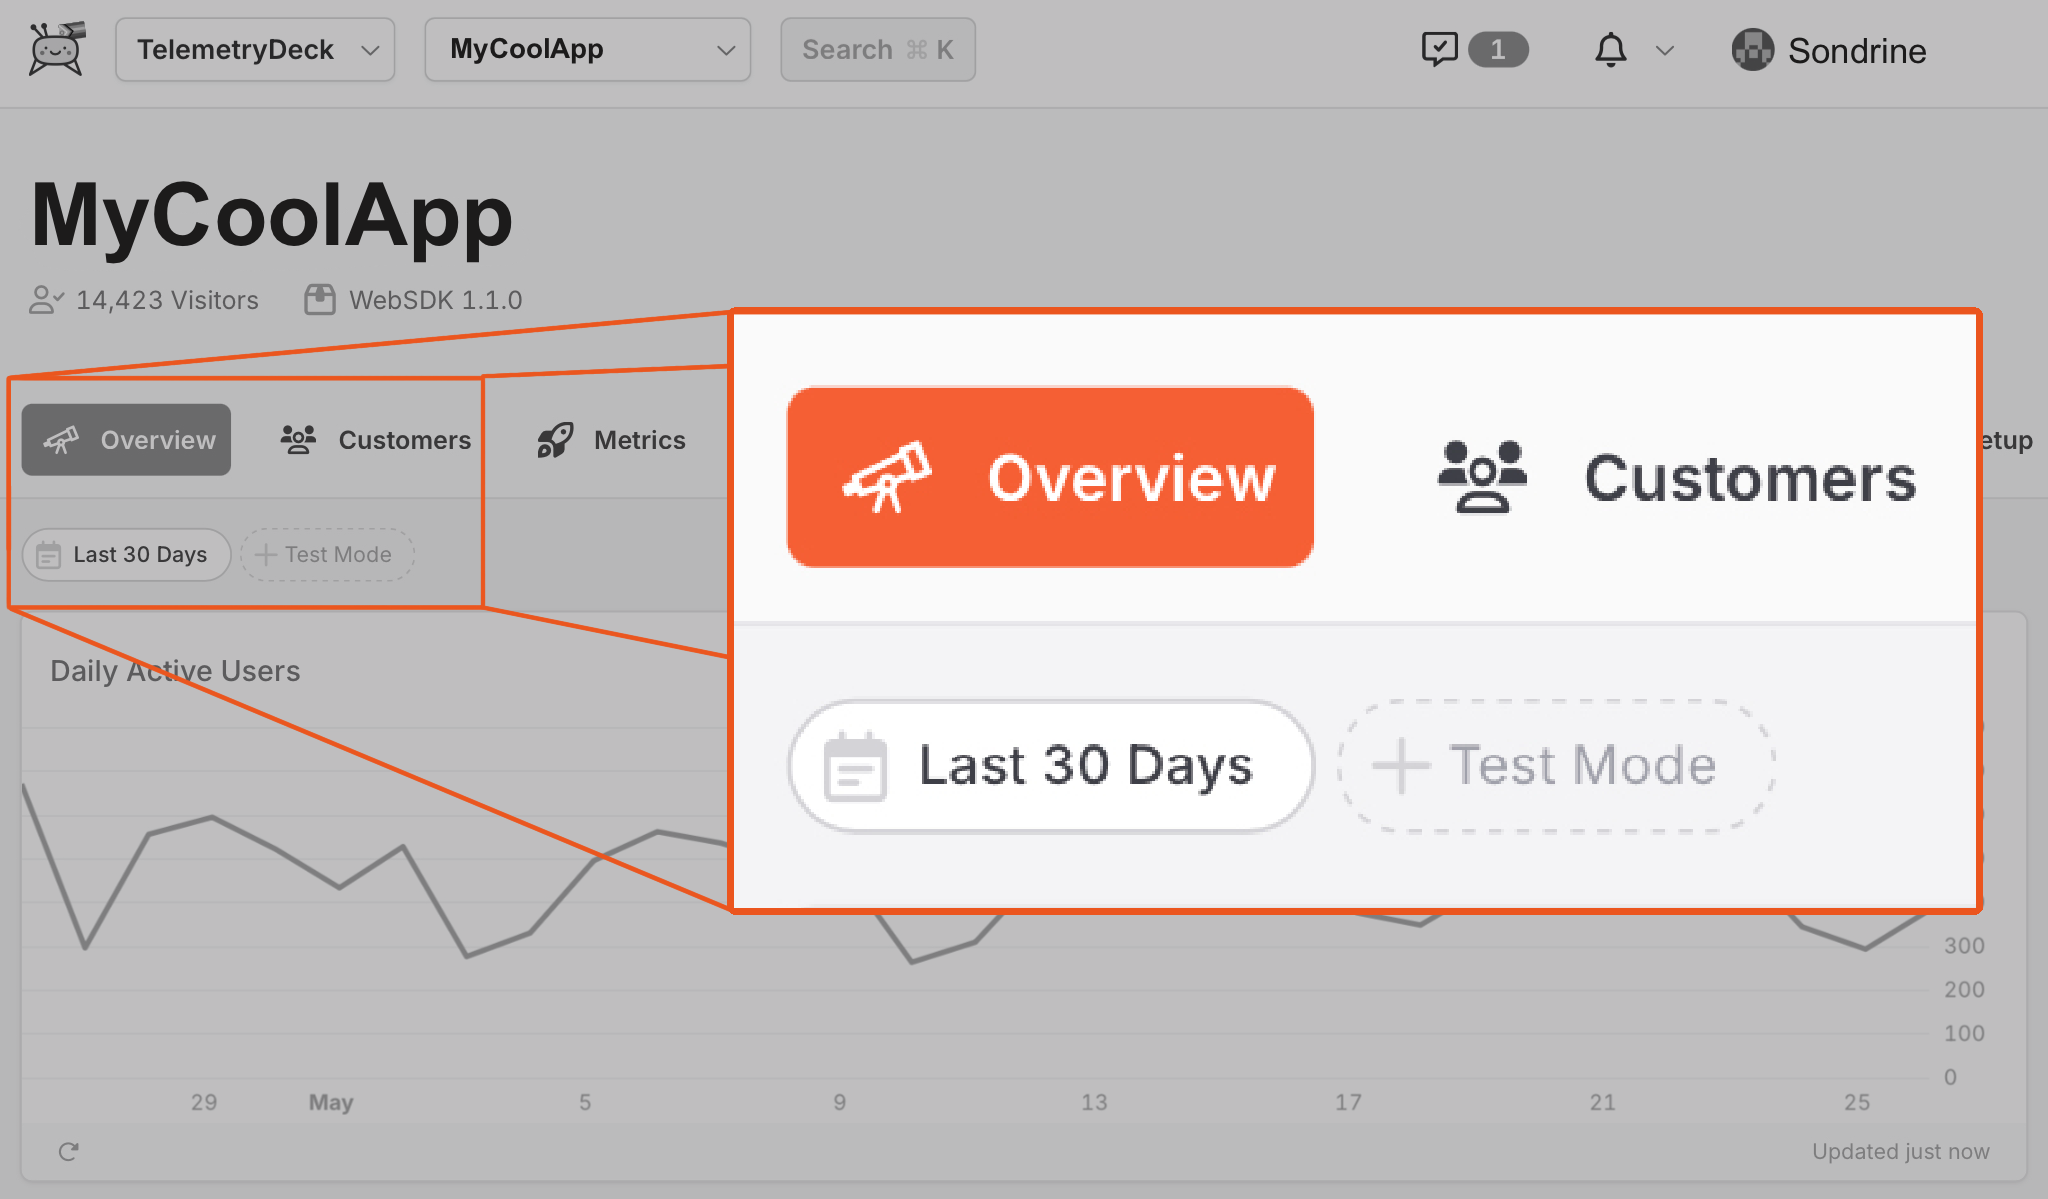 TelemetryDeck MyCoolApp Search ⌘ K 1 Sondrine
MyCoolApp
14,423 Visitors WebSDK 1.1.0
Overview Customers Metrics etup
Last 30 Days + Test Mode
Overview Customers
Last 30 Days + Test Mode
Daily Active Users
300
200
100
0
29 May 5 9 13 17 21 25
Updated just now